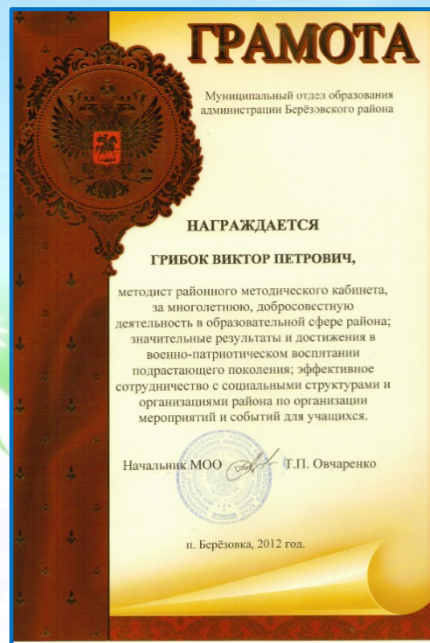 ГРАМОТА
Муниципальный отдел образования
администрации Берёзовского района
НАГРАЖДАЕТСЯ
ГРИБОК ВИКТОР ПЕТРОВИЧ,
методист районного методического кабинета,
за многолетнюю, добросовестную
деятельность в образовательной сфере района;
значительные результаты и достижения в
военно-патриотическом воспитании
подрастающего поколения; эффективное
сотрудничество с социальными структурами и
организациями района по организации
мероприятий и событий для учащихся.
Начальник МОО Т.П. Овчаренко
п. Берёзовка, 2012 год.